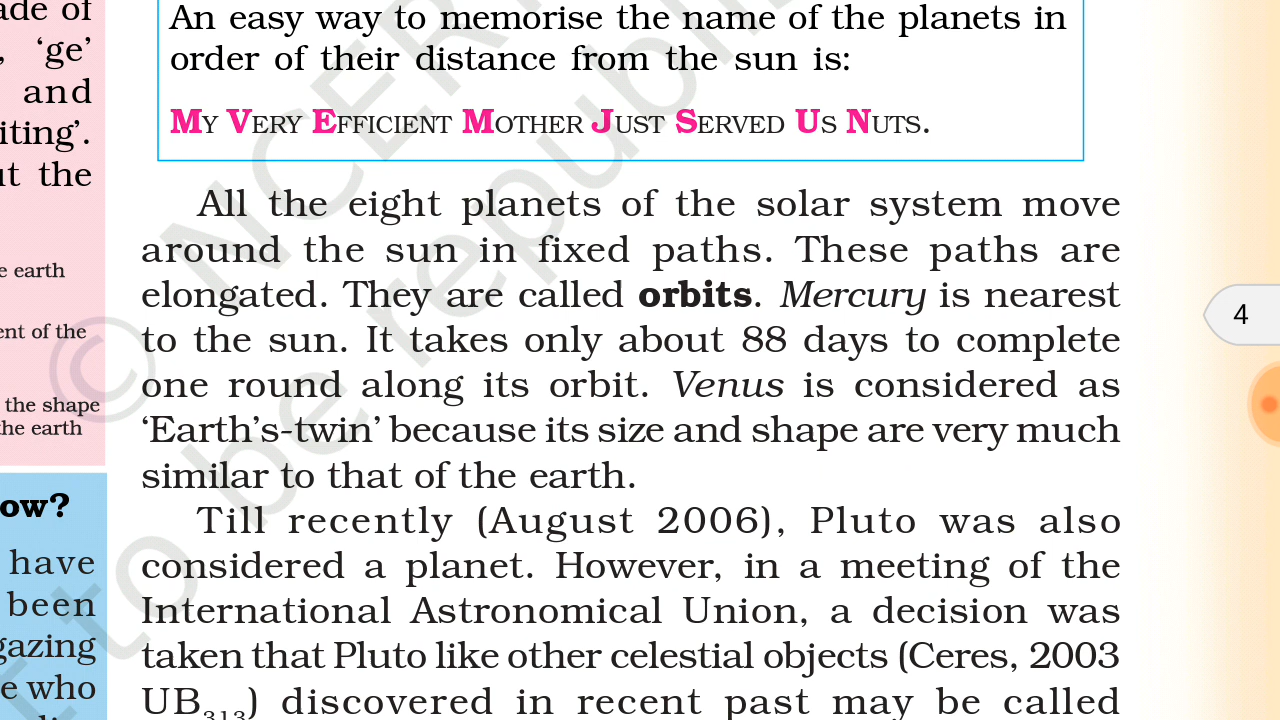 ade of
, ‘ge’
and
iting’.
ut the
e earth
ent of the
the shape
the earth
ow?
have
been
gazing
e who
An easy way to memorise the name of the planets in
order of their distance from the sun is:
MY VERY EFFICIENT MOTHER JUST SERVED US NUTS.
All the eight planets of the solar system move
around the sun in fixed paths. These paths are
elongated. They are called orbits. Mercury is nearest
to the sun. It takes only about 88 days to complete
one round along its orbit. Venus is considered as
‘Earth’s-twin’ because its size and shape are very much
similar to that of the earth.
Till recently (August 2006), Pluto was also
considered a planet. However, in a meeting of the
International Astronomical Union, a decision was
taken that Pluto like other celestial objects (Ceres, 2003
UB313) discovered in recent past may be called
4
© NCER
to be republi